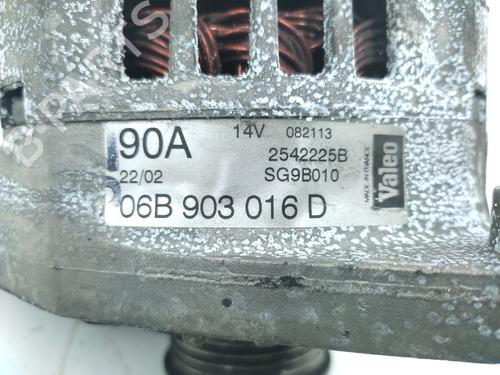 90A 14V 082113
2542225B
22/02 SG9B010
06B 903 016 D
MADE IN FRANCE
Valeo